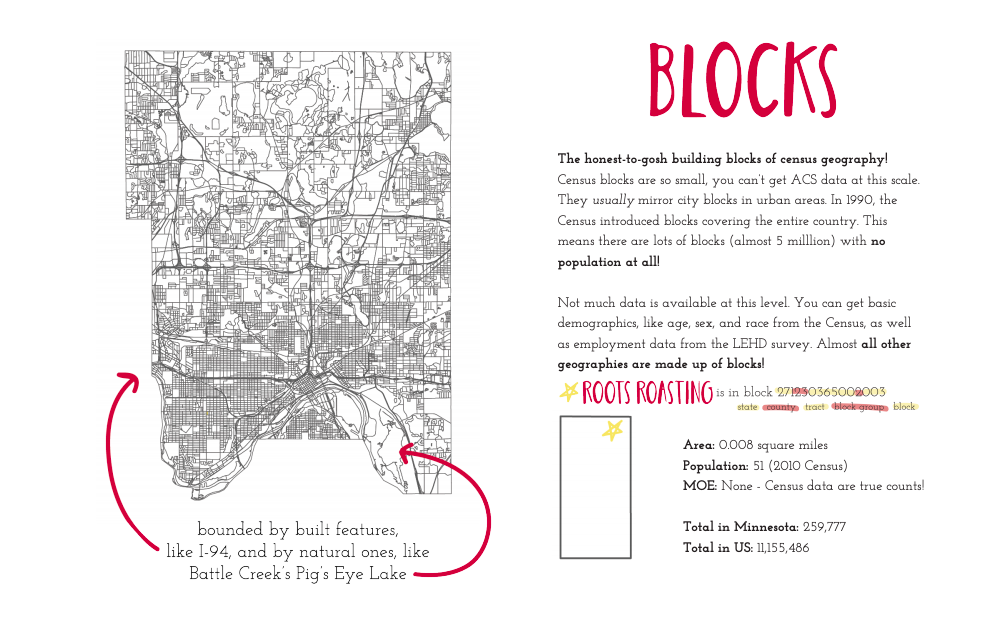 BLOCKS
The honest-to-gosh building blocks of census geography!
Census blocks are so small, you can't get ACS data at this scale.
They usually mirror city blocks in urban areas. In 1990, the
Census introduced blocks covering the entire country. This
means there are lots of blocks (almost 5 milllion) with no
population at all!
Not much data is available at this level. You can get basic
demographics, like age, sex, and race from the Census, as well
as employment data from the LEHD survey. Almost all other
geographies are made up of blocks!
ROOTS ROASTING is in block 271230365002003
state county tract block group block
Area: 0.008 square miles
Population: 51 (2010 Census)
MOE: None - Census data are true counts!
Total in Minnesota: 259,777
Total in US: 11,155,486
bounded by built features,
like I-94, and by natural ones, like
Battle Creek's Pig's Eye Lake